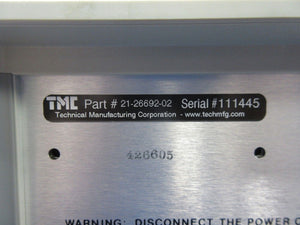 TMC Part # 21-26692-02 Serial #111445
Technical Manufacturing Corporation - www.techmfg.com
426605
WARNING: DISCONNECT THE POWER